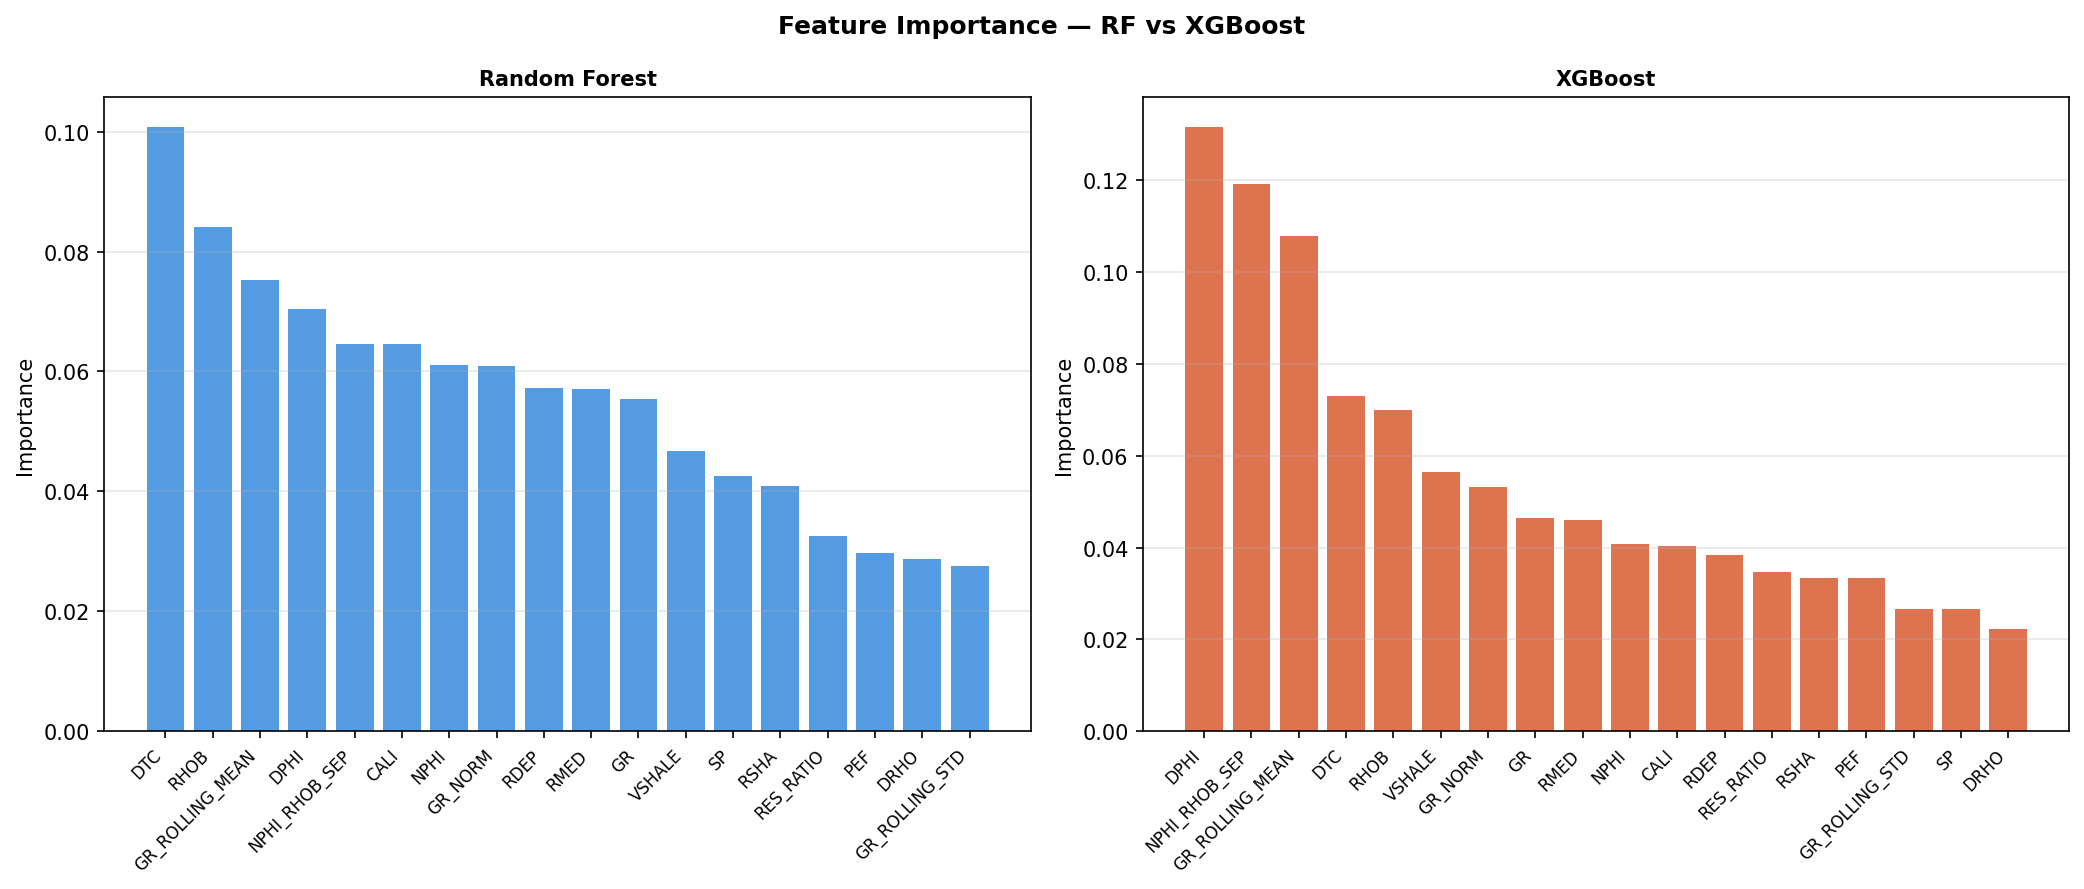 Feature Importance — RF vs XGBoost
Random Forest
Importance
0.10
0.08
0.06
0.04
0.02
0.00
DTC
RHOB
GR_ROLLING_MEAN
DPHI
NPHI_RHOB_SEP
CALI
NPHI
GR_NORM
RDEP
RMED
GR
VSHALE
SP
RSHA
RES_RATIO
PEF
DRHO
GR_ROLLING_STD
XGBoost
Importance
0.12
0.10
0.08
0.06
0.04
0.02
0.00
DPHI
NPHI_RHOB_SEP
GR_ROLLING_MEAN
DTC
RHOB
VSHALE
GR_NORM
GR
RMED
NPHI
CALI
RDEP
RES_RATIO
RSHA
PEF
GR_ROLLING_STD
SP
DRHO